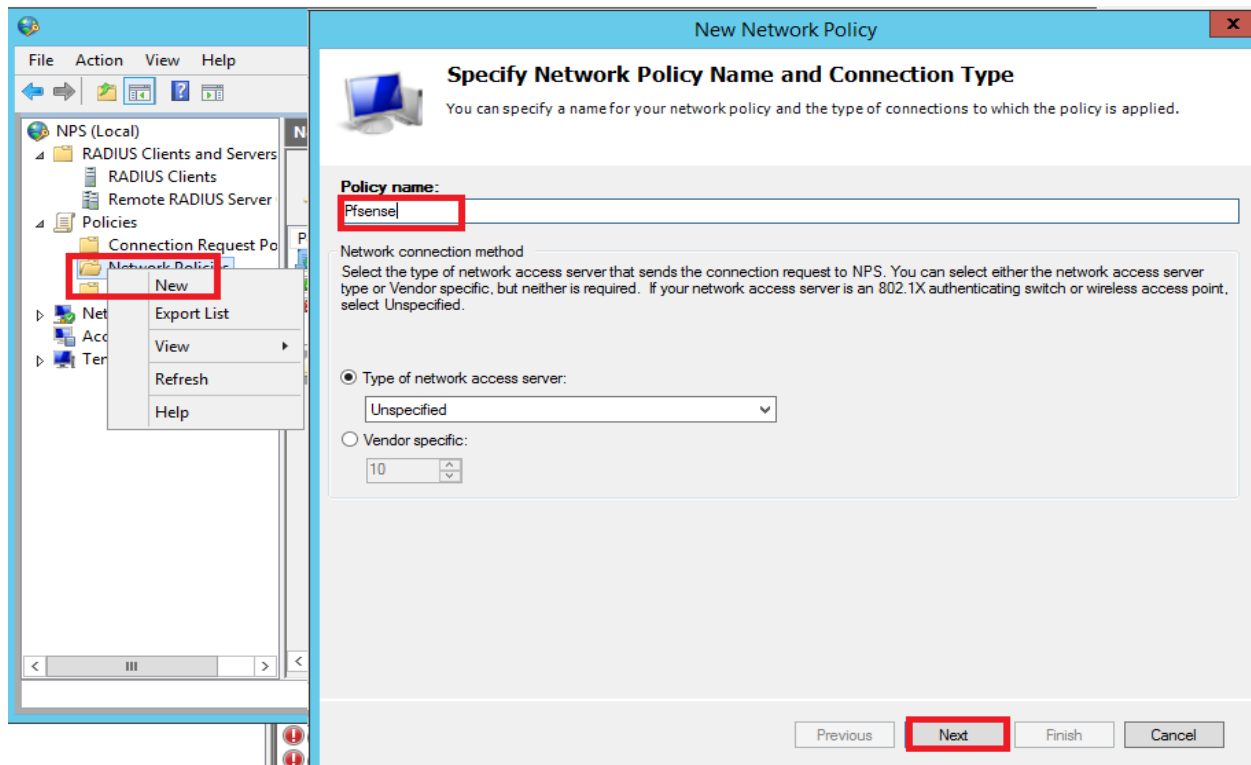 New Network Policy
X
File Action View Help
NPS (Local)
RADIUS Clients and Servers
RADIUS Clients
Remote RADIUS Server
Policies
Connection Request Po
Network Policies
New
Export List
View
Refresh
Help
Net
Acc
Ter
N
P
Specify Network Policy Name and Connection Type
You can specify a name for your network policy and the type of connections to which the policy is applied.
Policy name:
Pfsense
Network connection method
Select the type of network access server that sends the connection request to NPS. You can select either the network access server
type or Vendor specific, but neither is required. If your network access server is an 802.1X authenticating switch or wireless access point,
select Unspecified.
Type of network access server:
Unspecified
Vendor specific:
10
Previous Next Finish Cancel